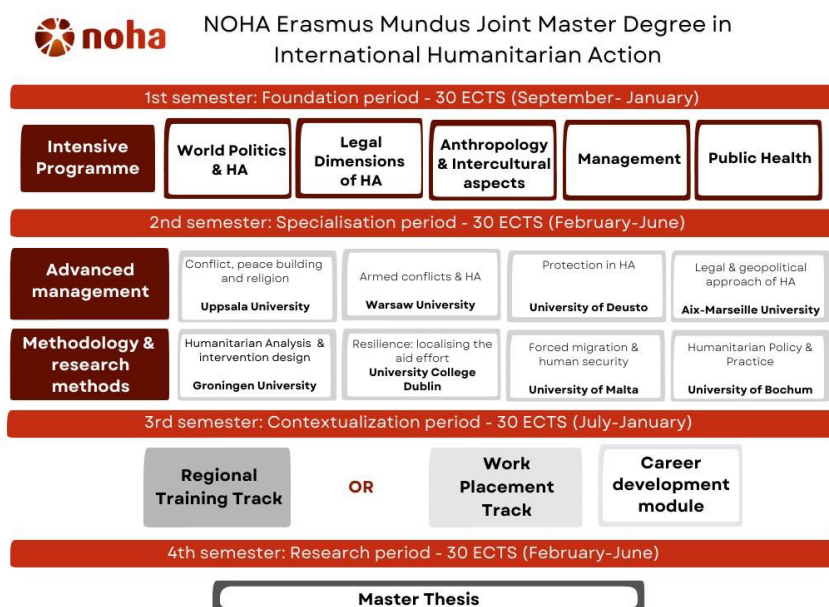 noha
NOHA Erasmus Mundus Joint Master Degree in
International Humanitarian Action
1st semester: Foundation period - 30 ECTS (September- January)
Intensive
Programme
World Politics
& HA
Legal
Dimensions
of HA
Anthropology
& Intercultural
aspects
Management
Public Health
2nd semester: Specialisation period - 30 ECTS (February-June)
Advanced
management
Conflict, peace building
and religion
Uppsala University
Armed conflicts & HA
Warsaw University
Protection in HA
University of Deusto
Legal & geopolitical
approach of HA
Aix-Marseille University
Methodology &
research
methods
Humanitarian Analysis &
intervention design
Groningen University
Resilience: localising the
aid effort
University College
Dublin
Forced migration &
human security
University of Malta
Humanitarian Policy &
Practice
University of Bochum
3rd semester: Contextualization period - 30 ECTS (July-January)
Regional
Training Track
OR
Work
Placement
Track
Career
development
module
4th semester: Research period - 30 ECTS (February-June)
Master Thesis